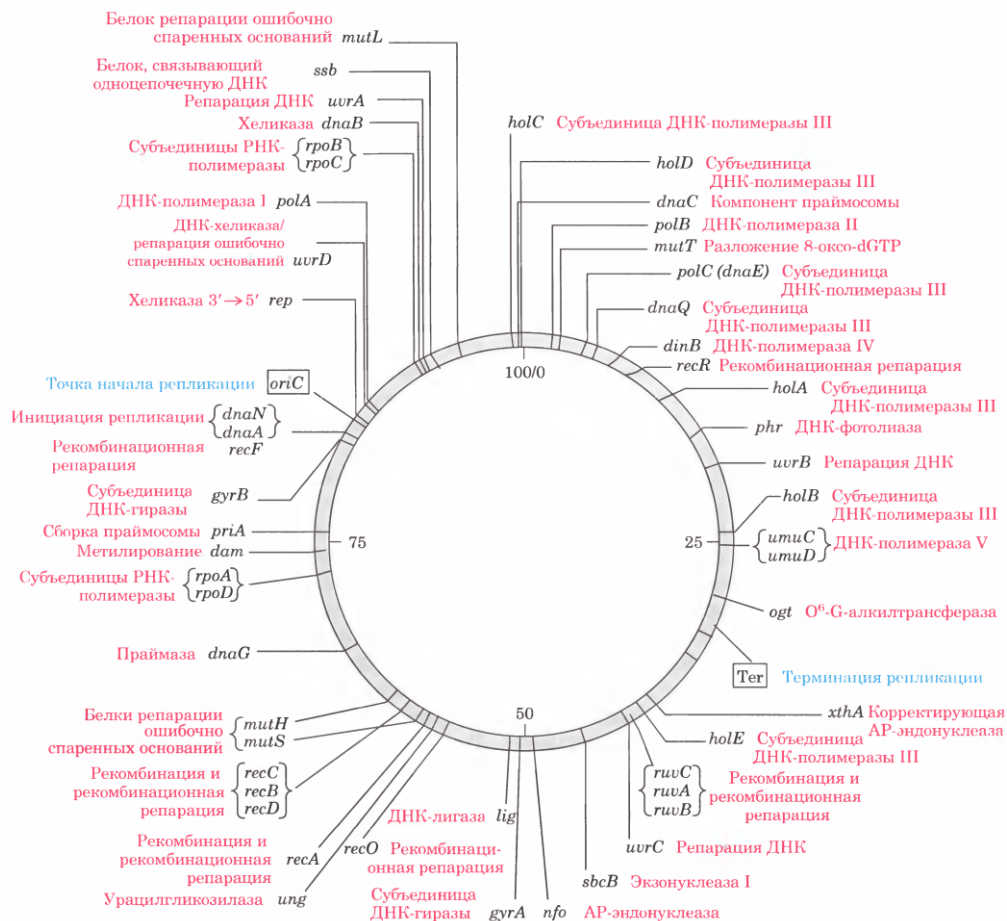 Белок репарации ошибочно
спаренных оснований mutL
Белок, связывающий
одноцепочечную ДНК ssb
Репарация ДНК uvrA
Хеликаза dnaB
Субъединицы РНК-
полимеразы
rpoB
rpoC
ДНК-полимераза I polA
ДНК-хеликаза/
репарация ошибочно
спаренных оснований uvrD
Хеликаза 3′→5′ rep
Точка начала репликации oriC
Инициация репликации
dnaN
dnaA
Рекомбинационная
репарация
recF
Субъединица
ДНК-гиразы
gyrB
Сборка праймосомы priA
Метилирование dam
Субъединицы РНК-
полимеразы
rpoA
rpoD
Праймаза dnaG
Белки репарации
ошибочно
спаренных оснований
mutH
mutS
Рекомбинация и
рекомбинационная
репарация
recC
recB
recD
Рекомбинация и
рекомбинационная
репарация
recA
Урацилгликозилаза ung
recO Рекомбинаци-
онная репарация
ДНК-лигаза lig
Субъединица
ДНК-гиразы gyrA
nfo АР-эндонуклеаза
sbcB Экзонуклеаза I
uvrC Репарация ДНК
ruvC
ruvA
ruvB
Рекомбинация и
рекомбинационная
репарация
holE Субъединица
ДНК-полимеразы III
xthA Корректирующая
АР-эндонуклеаза
Ter Терминация репликации
ogt O⁶-G-алкилтрансфераза
umuC
umuD
ДНК-полимераза V
holB Субъединица
ДНК-полимеразы III
uvrB Репарация ДНК
phr ДНК-фотолиаза
holA Субъединица
ДНК-полимеразы III
recR Рекомбинационная репарация
dinB ДНК-полимераза IV
dnaQ Субъединица
ДНК-полимеразы III
polC (dnaE) Субъединица
ДНК-полимеразы III
mutT Разложение 8-оксо-dGTP
polB ДНК-полимераза II
dnaC Компонент праймосомы
holD Субъединица
ДНК-полимеразы III
holC Субъединица ДНК-полимеразы III
100/0
25
50
75